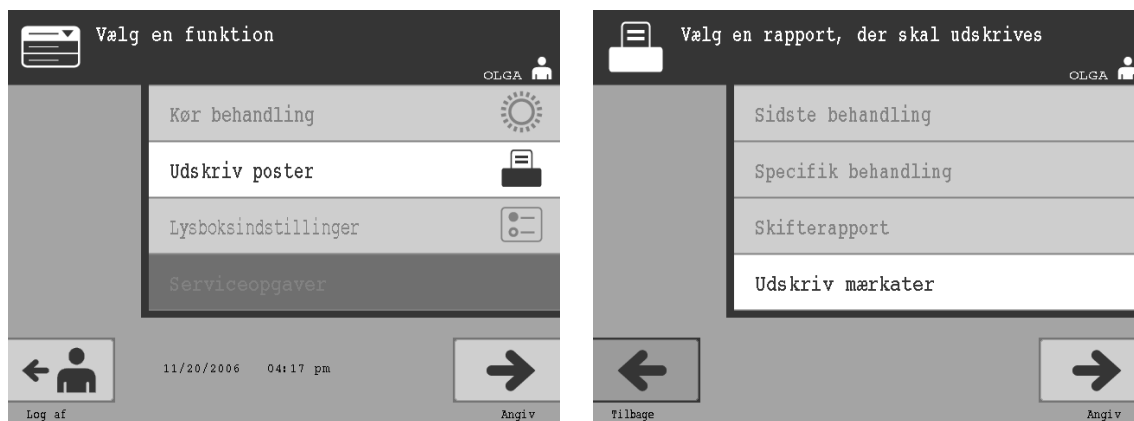 Vælg en funktion
OLGA
Kør behandling
Udskriv poster
Lysboksindstillinger
Serviceopgaver
11/20/2006 04:17 pm
Log af
Angiv
Vælg en rapport, der skal udskrives
OLGA
Sidste behandling
Specifik behandling
Skifterapport
Udskriv mærkater
Tilbage
Angiv